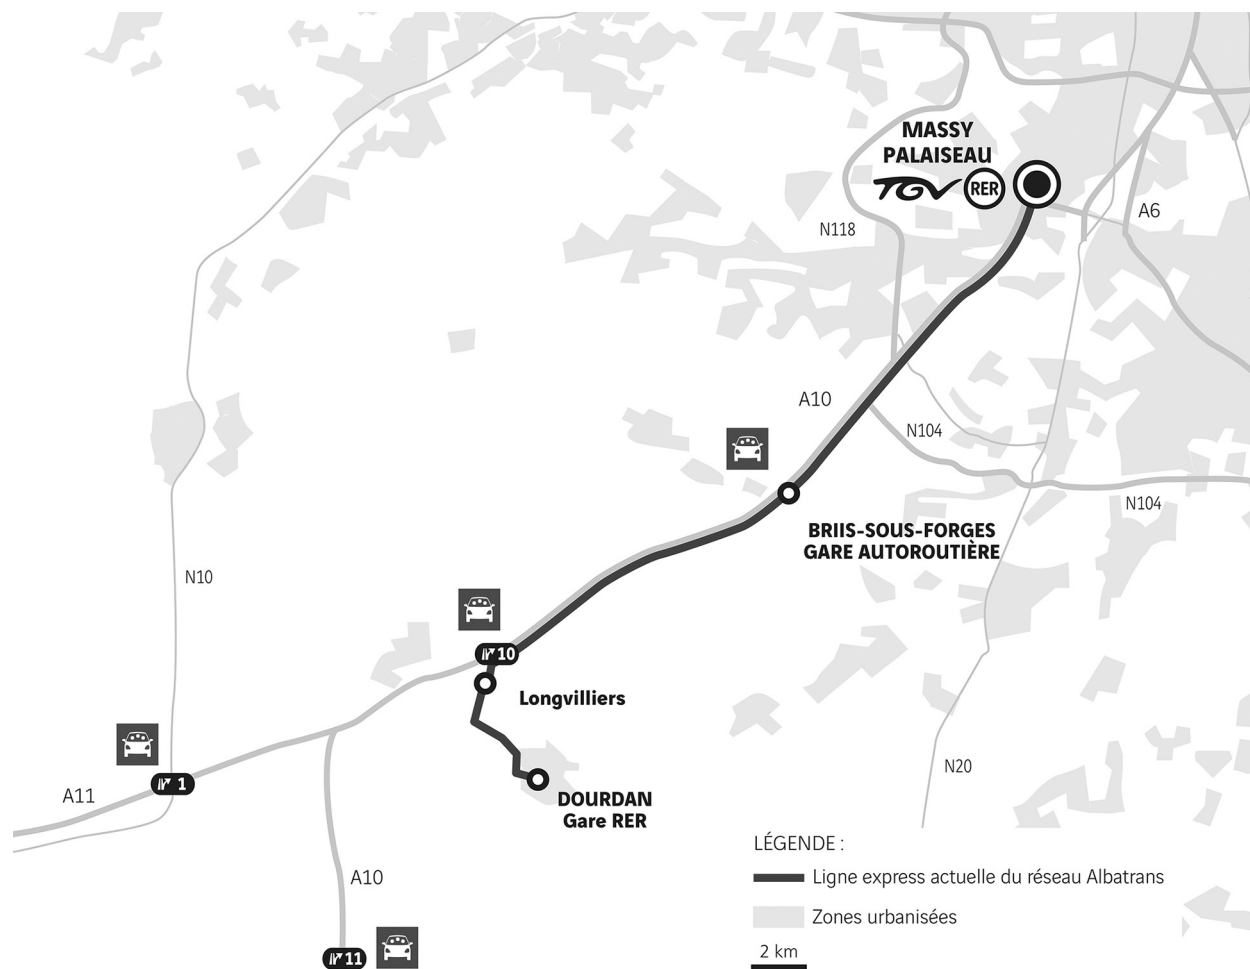 MASSY
PALAISEAU
TGV RER
A6
N118
A10
N104
N104
BRIIS-SOUS-FORGES
GARE AUTOROUTIÈRE
N10
10
Longvilliers
1
A11
DOURDAN
Gare RER
N20
A10
11
LÉGENDE :
Ligne express actuelle du réseau Albatrans
Zones urbanisées
2 km